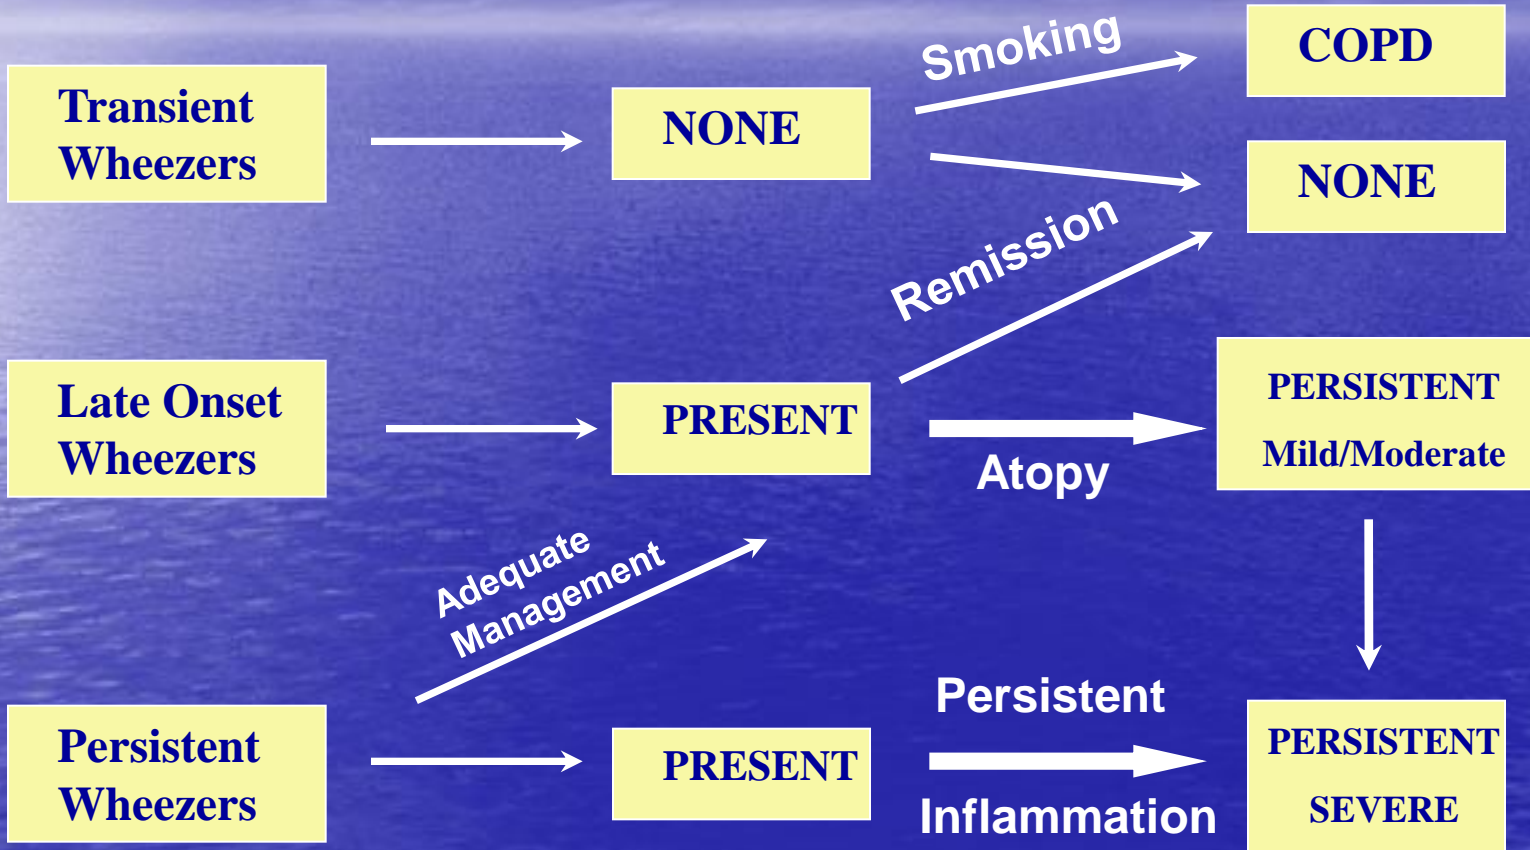 Smoking
COPD
Transient
Wheezers
NONE
NONE
Remission
Late Onset
Wheezers
PRESENT
Atopy
PERSISTENT
Mild/Moderate
Adequate
Management
Persistent
Wheezers
PRESENT
Persistent
Inflammation
PERSISTENT
SEVERE